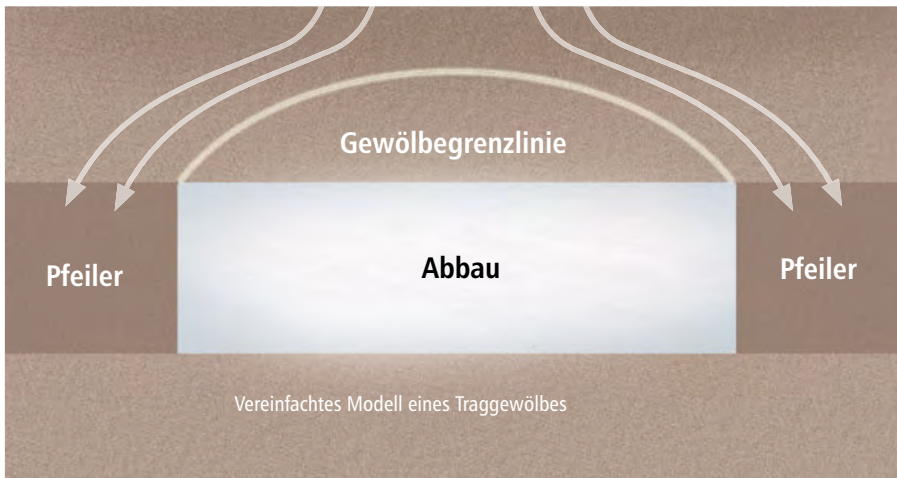 Gewölbegrenzlinie
Pfeiler
Abbau
Pfeiler
Vereinfachtes Modell eines Traggewölbes